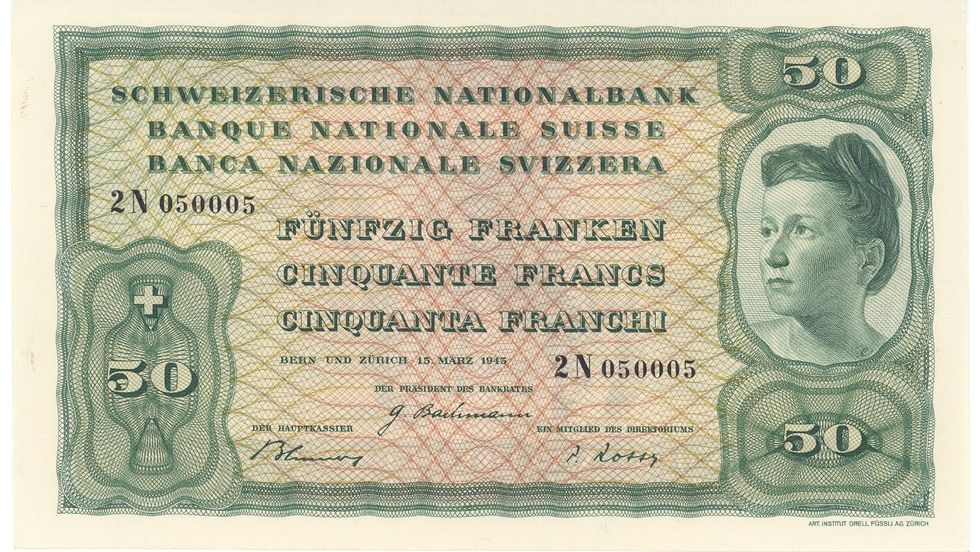 50
SCHWEIZERISCHE NATIONALBANK
BANQUE NATIONALE SUISSE
BANCA NAZIONALE SVIZZERA
2N 050005
FÜNFZIG FRANKEN
CINQUANTE FRANCS
CINQUANTA FRANCHI
BERN UND ZÜRICH 15. MÄRZ 1945
2N 050005
50
DER PRÄSIDENT DES BANKRATES
G. Bachmann
DER HAUPTKASSIER
EIN MITGLIED DES DIREKTORIUMS
P. Rossy
50
ART. INSTITUT ORELL FÜSSLI AG ZÜRICH